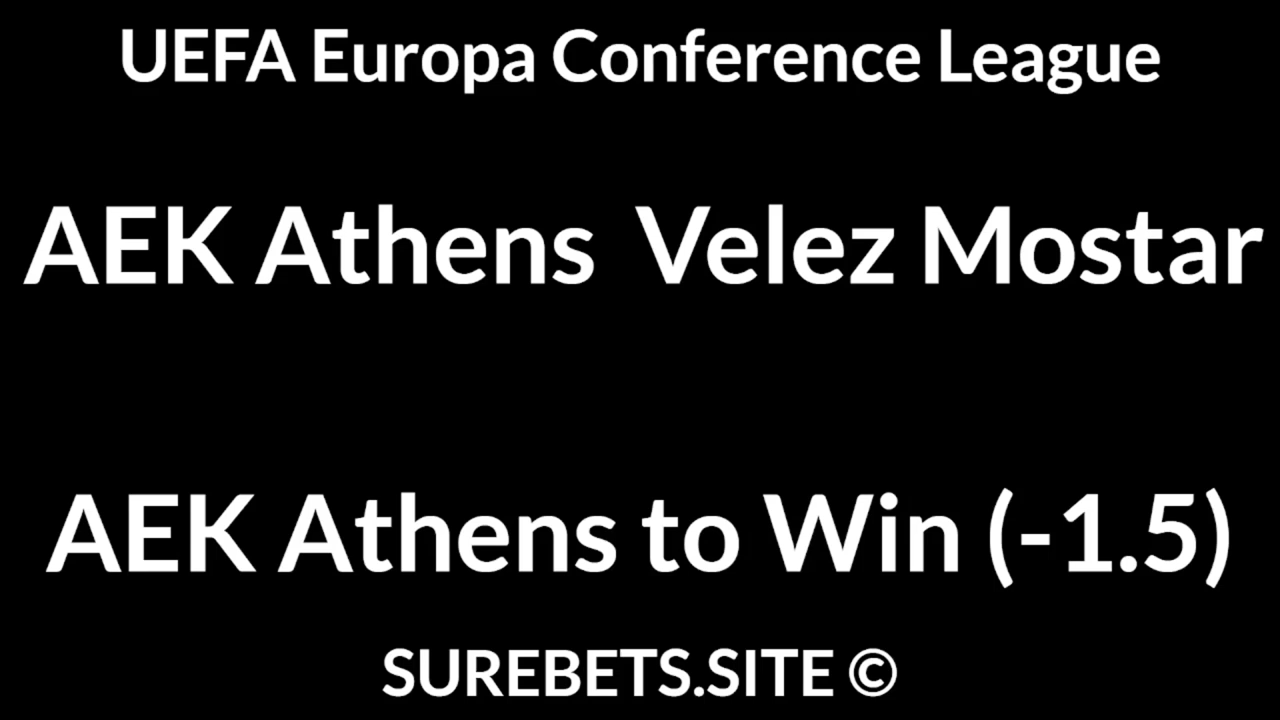 UEFA Europa Conference League
AEK Athens  Velez Mostar
AEK Athens to Win (-1.5)
SUREBETS.SITE ©